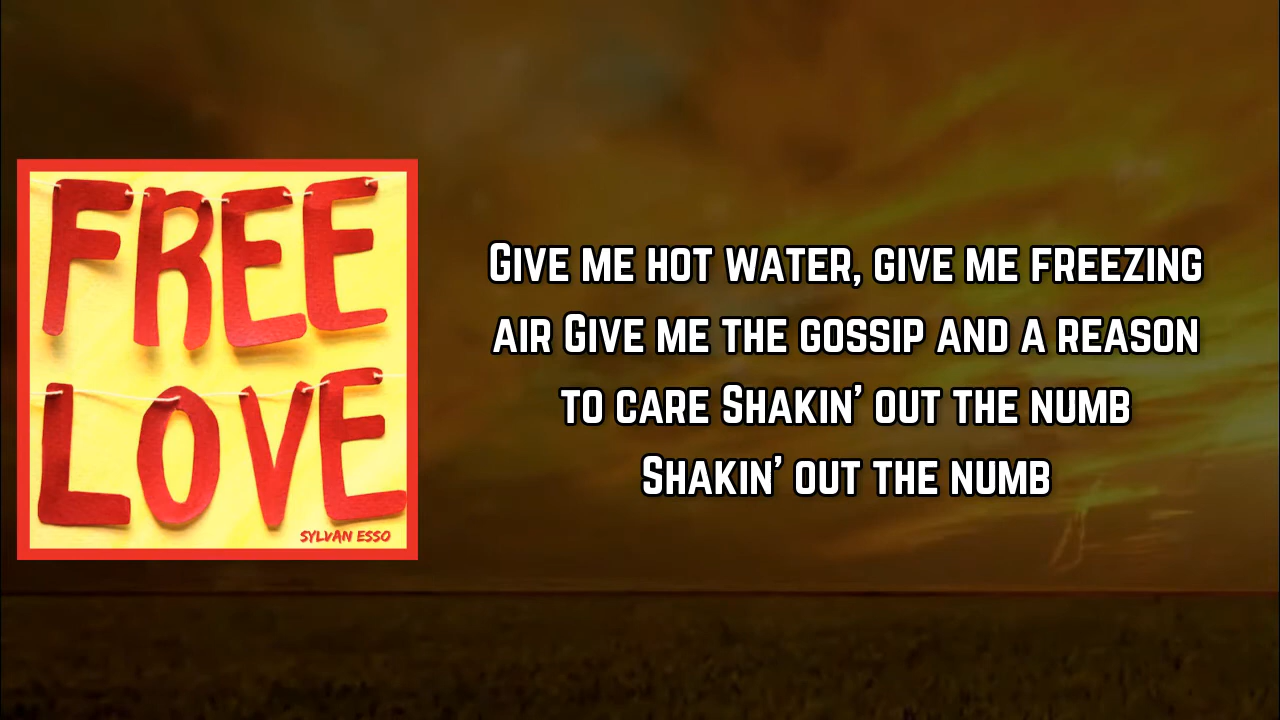 FREE
LOVE
SYLVAN ESSO
Give me hot water, give me freezing
air Give me the gossip and a reason
to care Shakin’ out the numb
Shakin’ out the numb